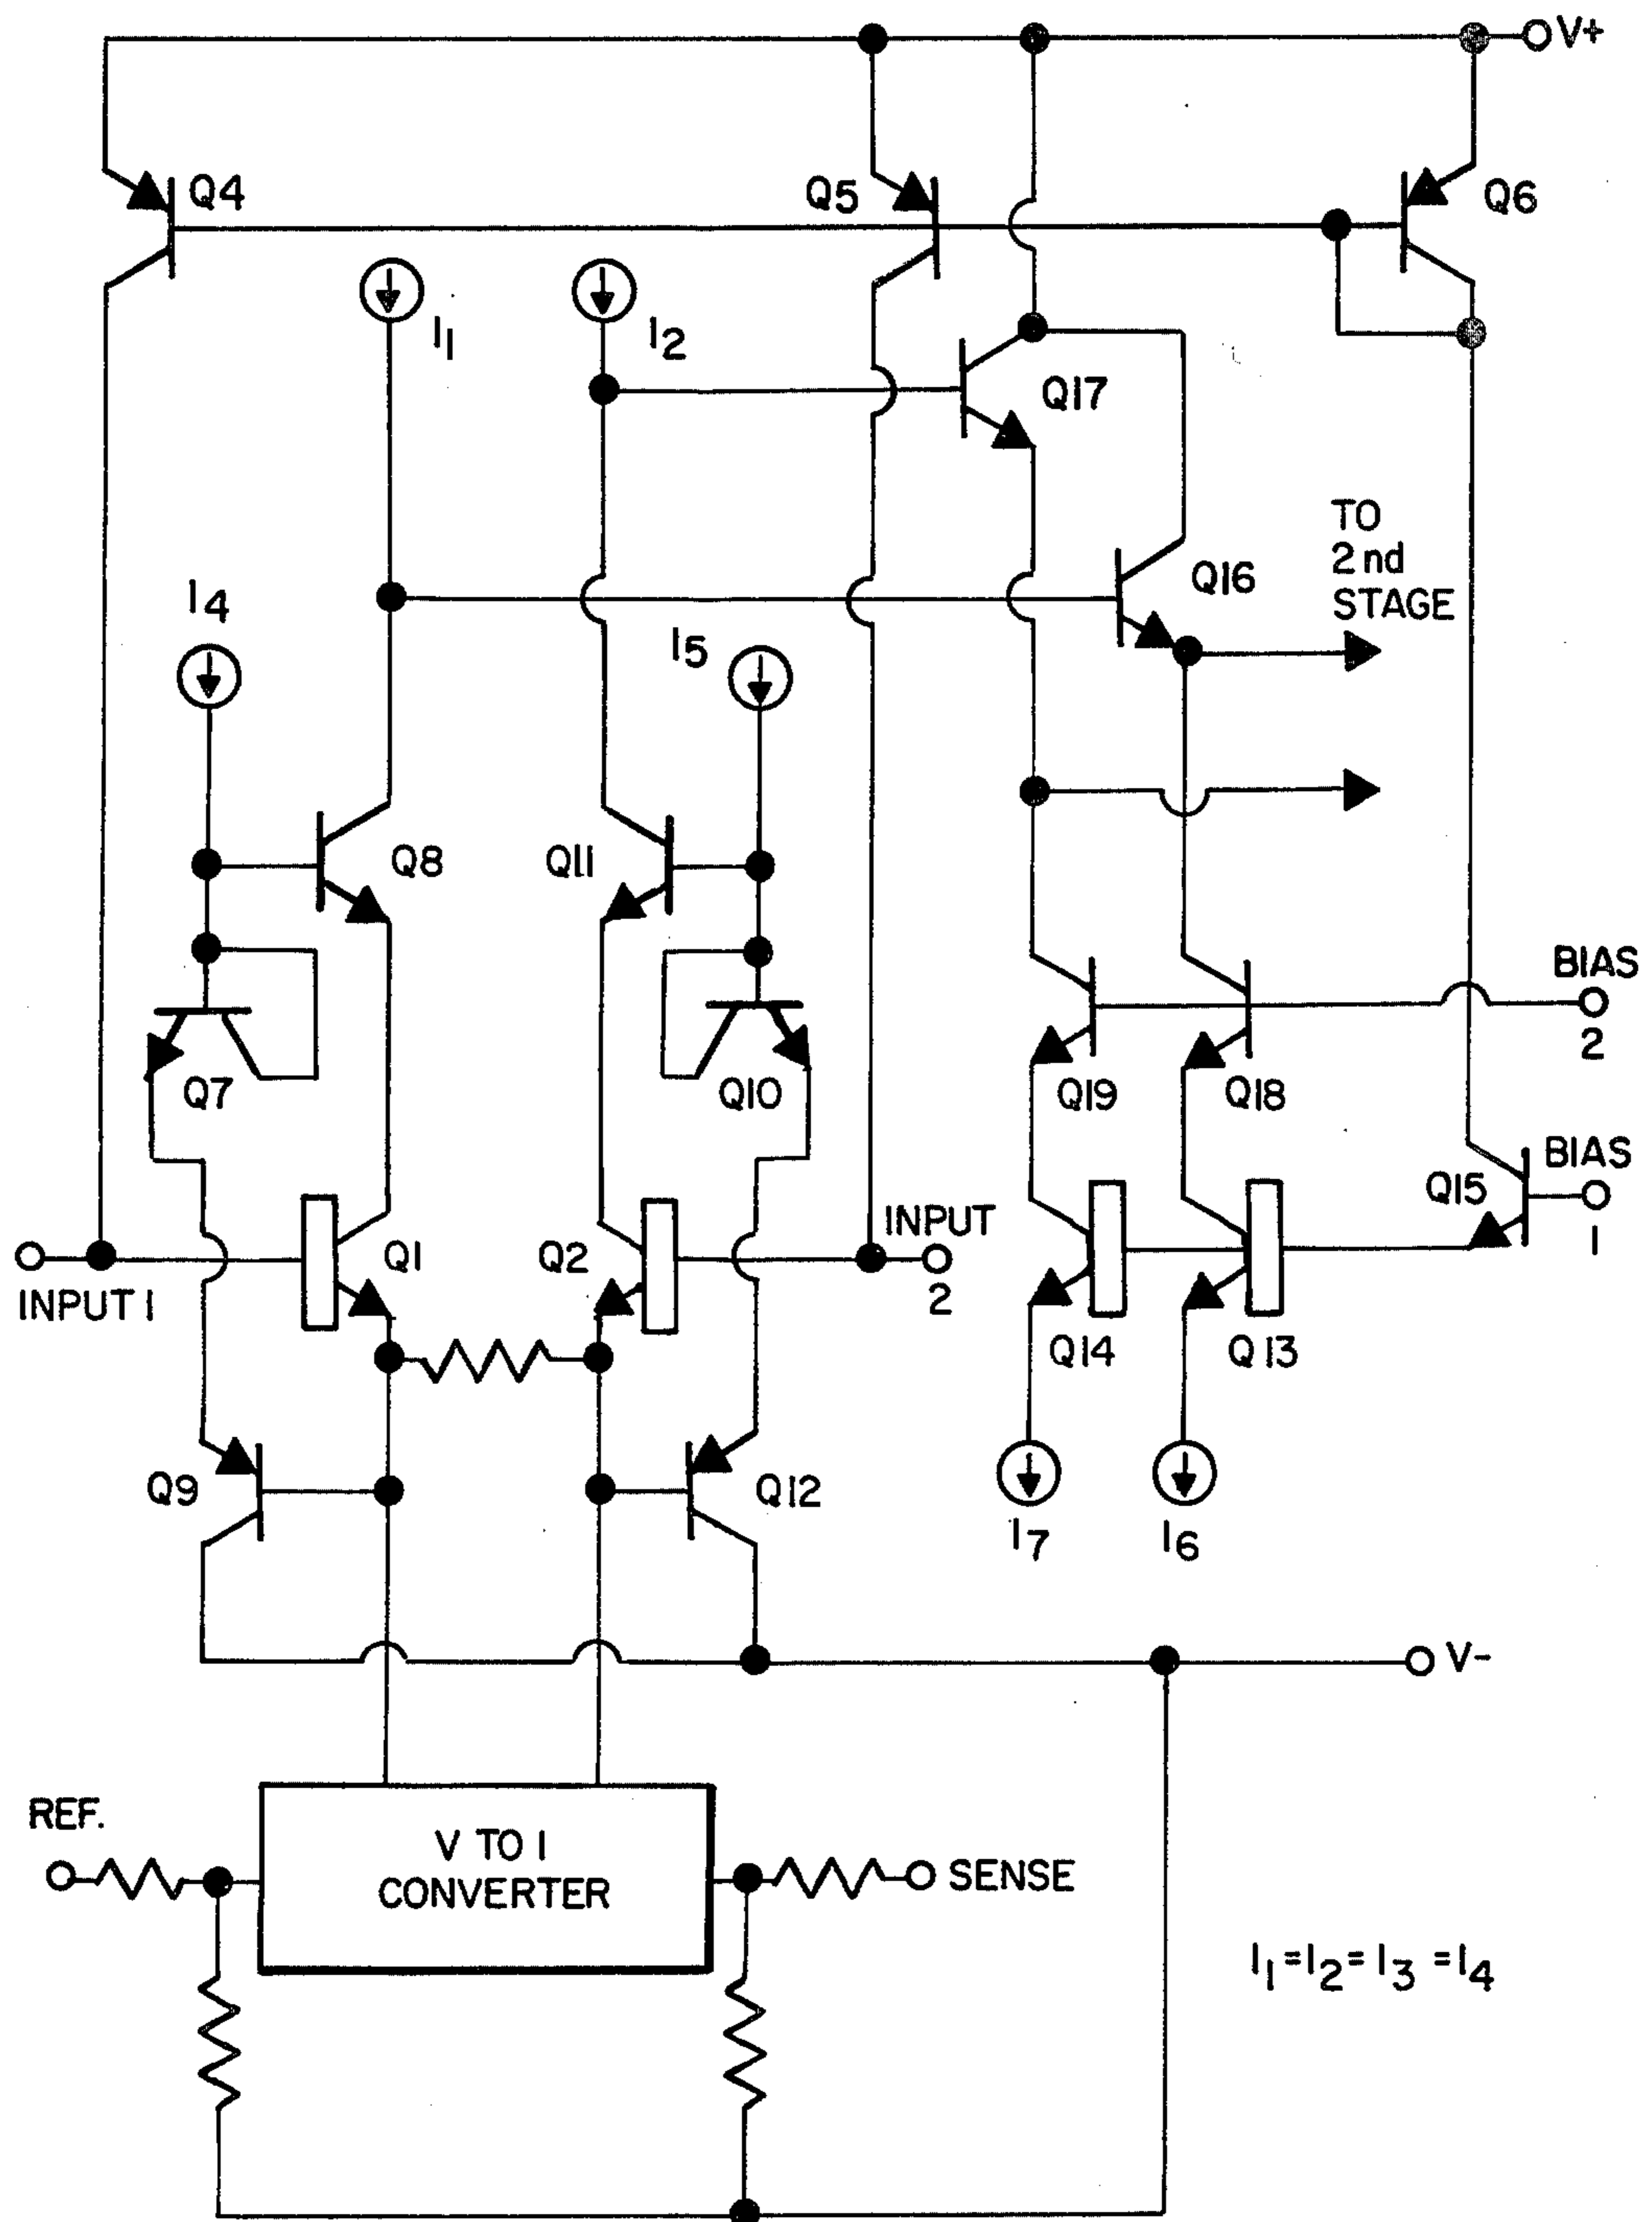 V+
Q4
Q5
Q6
I1
I2
Q17
TO
2nd
STAGE
I4
Q16
I5
Q8
Q11
BIAS
2
Q7
Q10
Q19
Q18
BIAS
1
Q15
INPUT 1
Q1
Q2
INPUT
2
Q14
Q13
Q9
Q12
I7
I6
V-
REF.
V TO I
CONVERTER
SENSE
I1=I2=I3=I4